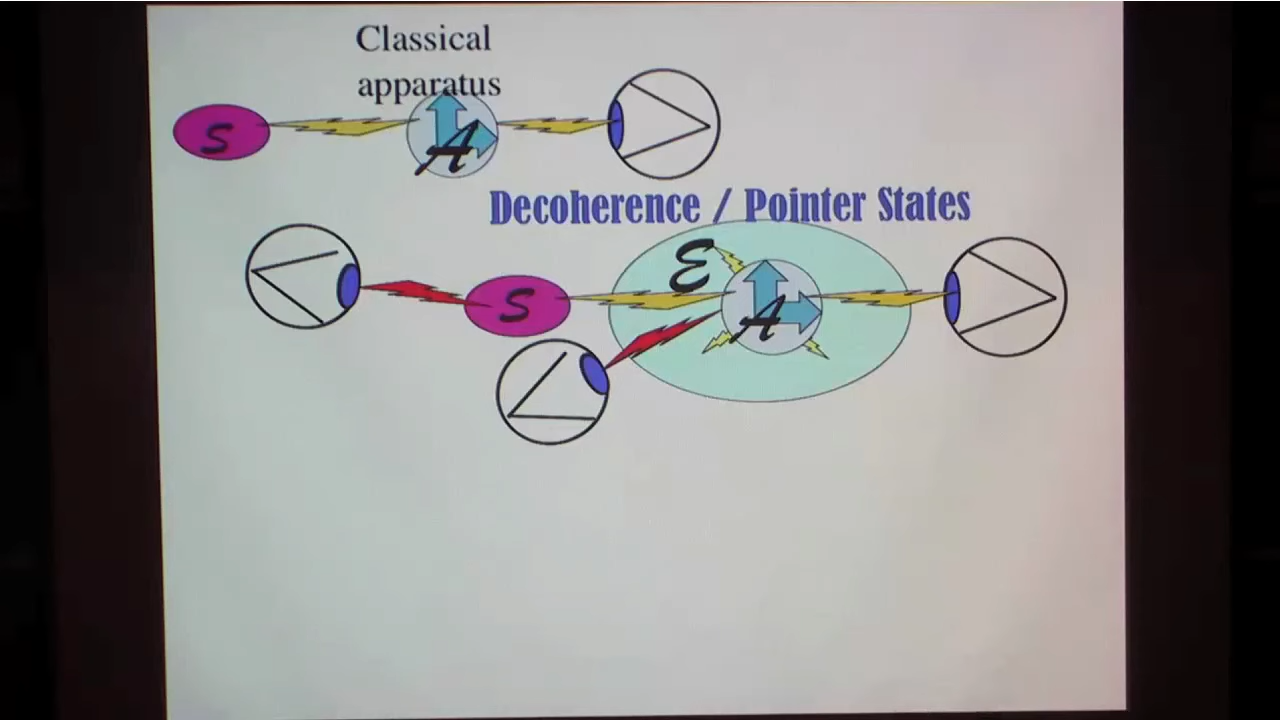 Classical
apparatus
S
A
Decoherence / Pointer States
ℰ
S
A